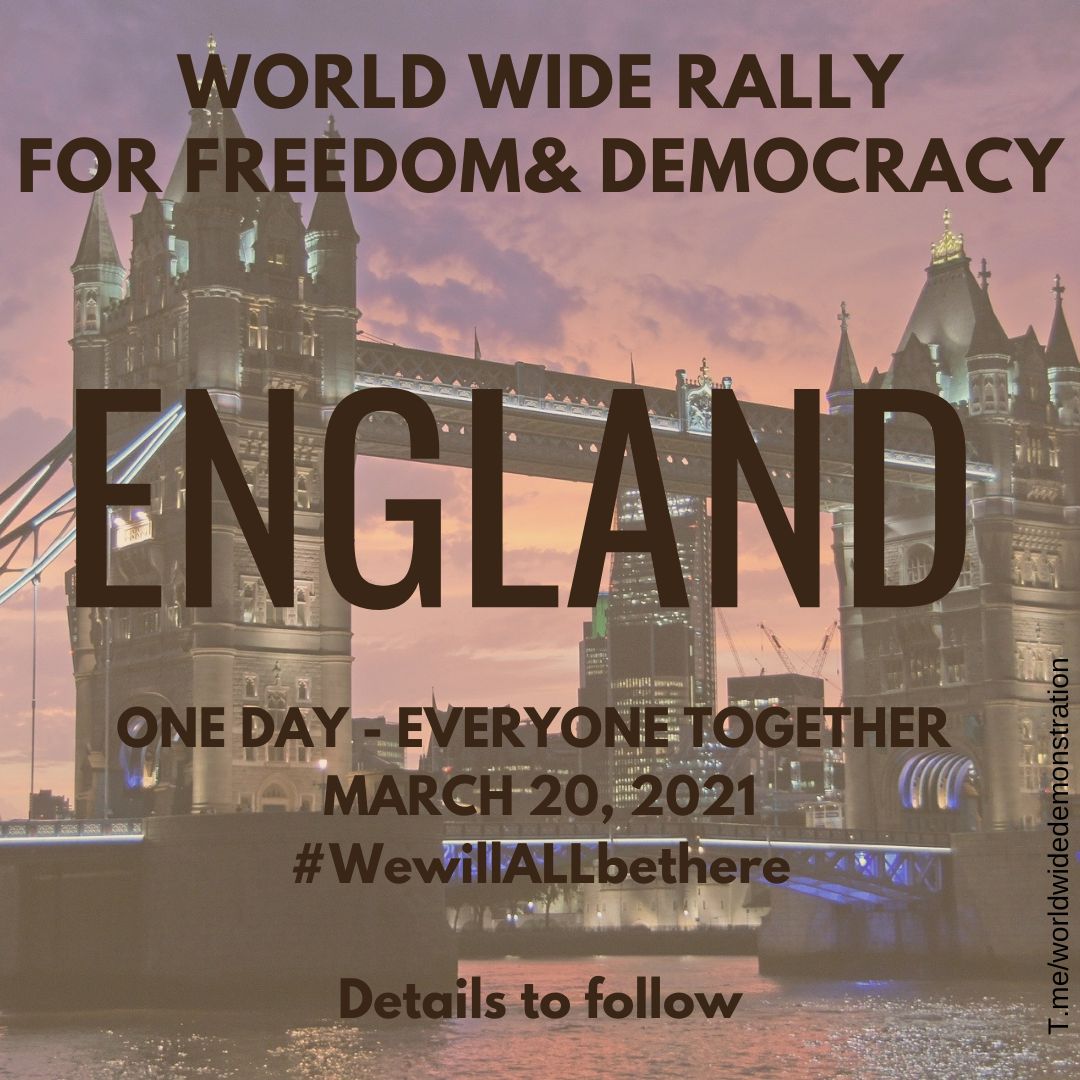 WORLD WIDE RALLY
FOR FREEDOM& DEMOCRACY
ENGLAND
ONE DAY - EVERYONE TOGETHER
MARCH 20, 2021
#WewillALLbethere
Details to follow
T.me/worldwidedemonstration